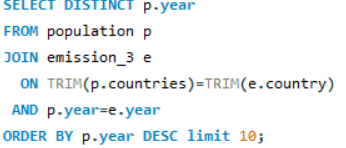 SELECT DISTINCT p.year
FROM population p
JOIN emission_3 e
ON TRIM(p.countries)=TRIM(e.country)
AND p.year=e.year
ORDER BY p.year DESC limit 10;